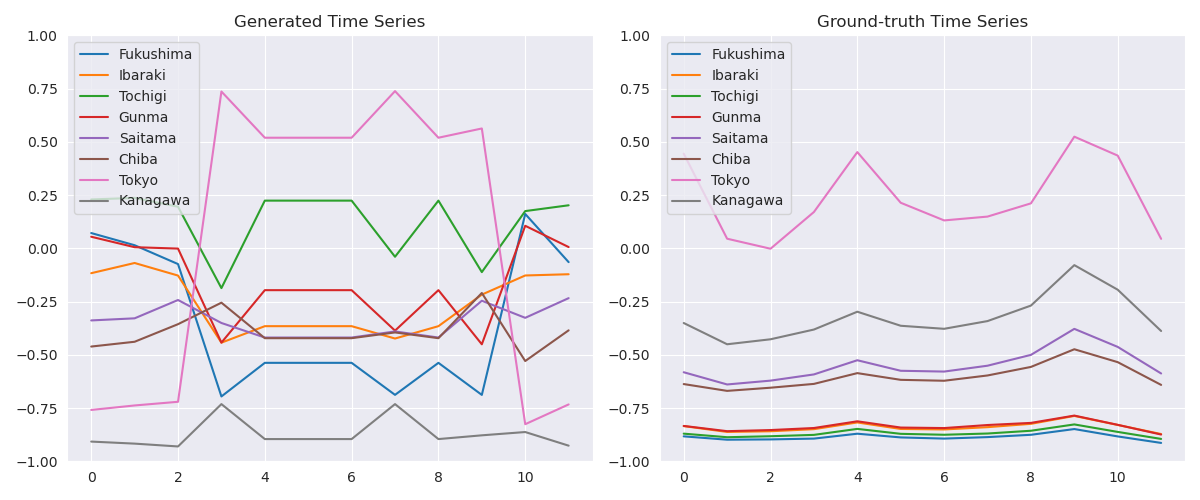 Generated Time Series
1.00
0.75
0.50
0.25
0.00
−0.25
−0.50
−0.75
−1.00
Fukushima
Ibaraki
Tochigi
Gunma
Saitama
Chiba
Tokyo
Kanagawa
0 2 4 6 8 10
Ground-truth Time Series
1.00
0.75
0.50
0.25
0.00
−0.25
−0.50
−0.75
−1.00
Fukushima
Ibaraki
Tochigi
Gunma
Saitama
Chiba
Tokyo
Kanagawa
0 2 4 6 8 10